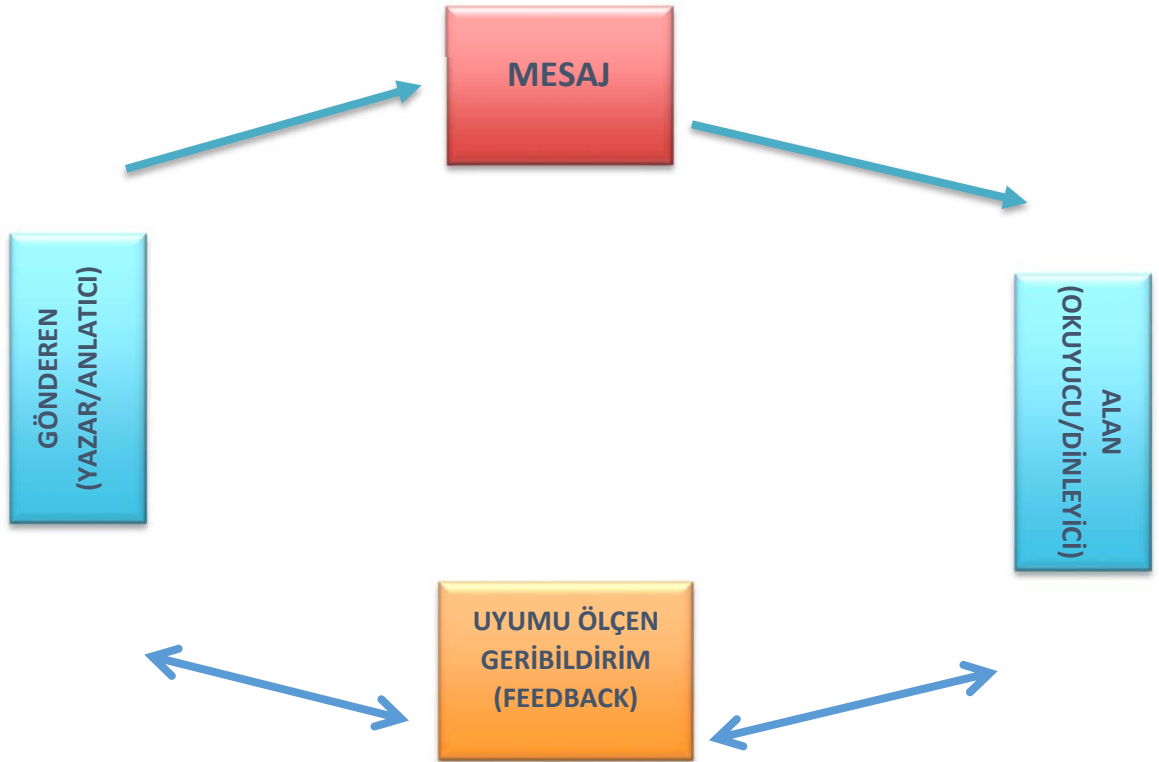 MESAJ
GÖNDEREN
(YAZAR/ANLATICI)
ALAN
(OKUYUCU/DİNLEYİCİ)
UYUMU ÖLÇEN
GERİBİLDİRİM
(FEEDBACK)